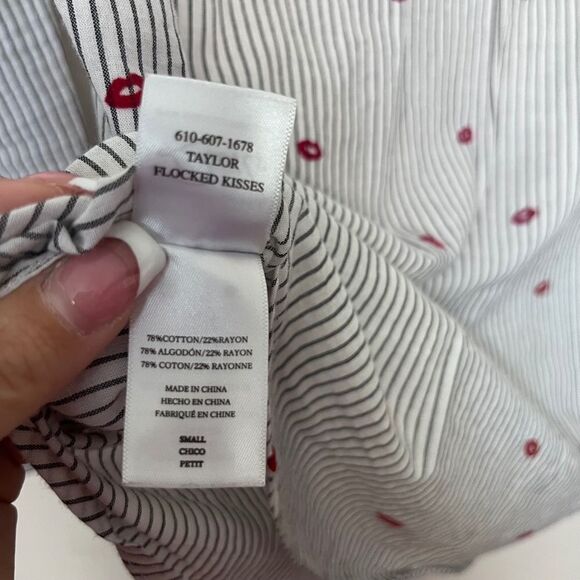 610-607-1678
TAYLOR
FLOCKED KISSES
78%COTTON/22%RAYON
78% ALGODÓN/22% RAYON
78% COTON/22% RAYONNE
MADE IN CHINA
HECHO EN CHINA
FABRIQUÉ EN CHINE
SMALL
CHICO
PETIT